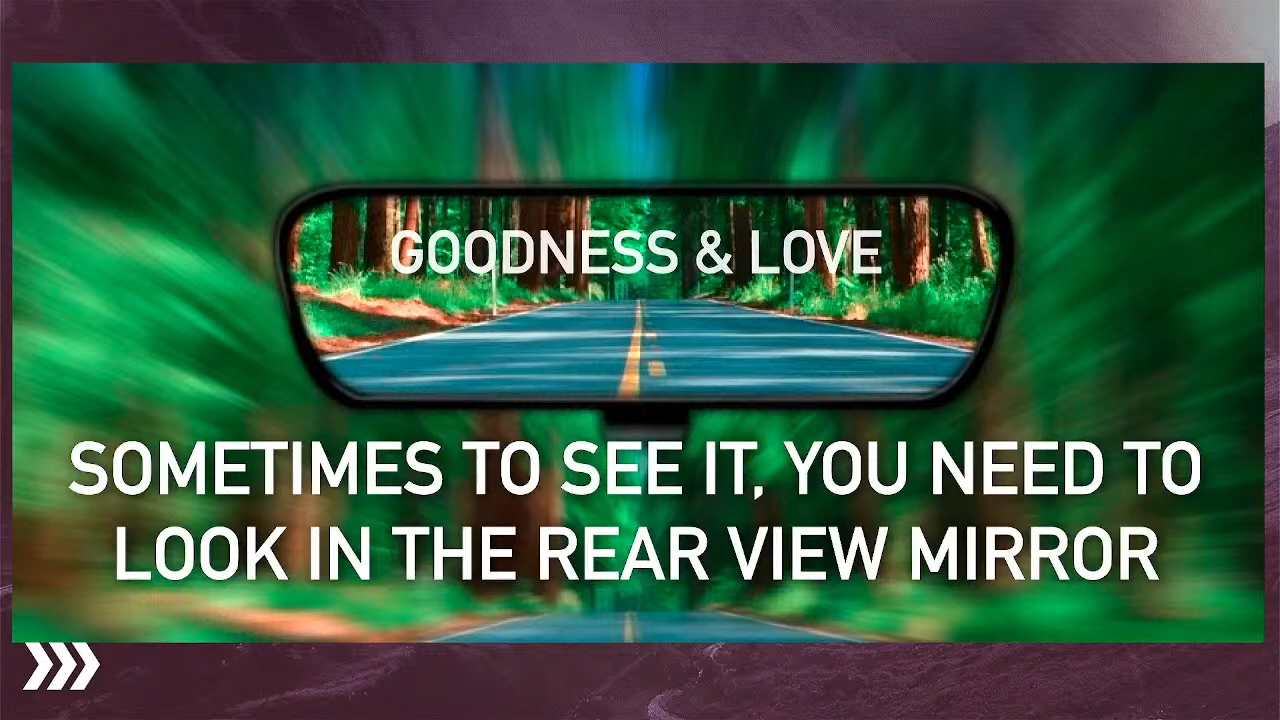 GOODNESS & LOVE
SOMETIMES TO SEE IT, YOU NEED TO
LOOK IN THE REAR VIEW MIRROR